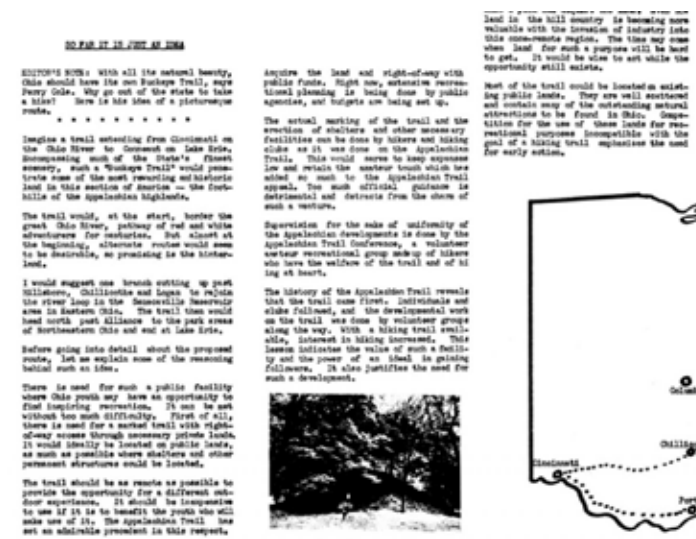 SO FAR IT IS JUST AN IDEA
EDITOR'S NOTE: With all its natural beauty,
Ohio should have its own Buckeye Trail, says
Perry Cole. Why go out of the state to take
a hike? Here is his idea of a picturesque
route.
* * * * * * * * * *
Imagine a trail extending from Cincinnati on
the Ohio River to Conneaut on Lake Erie.
Encompassing much of the State's finest
scenery, such a "Buckeye Trail" would pene-
trate some of the most rewarding and historic
land in this section of America -- the foot-
hills of the Appalachian highlands.
The trail would, at the start, border the
great Ohio River, pathway of red and white
adventurers for centuries. But almost at
the beginning, alternate routes would seem
to be desirable, so promising is the hinter-
land.
I would suggest one branch cutting up past
Hillsboro, Chillicothe and Logan to rejoin
the river loop in the Senecaville Reservoir
area in Eastern Ohio. The trail then would
head north past Alliance to the park areas
of Northeastern Ohio and end at Lake Erie.
Before going into detail about the proposed
route, let me explain some of the reasoning
behind such an idea.
There is need for such a public facility
where Ohio youth may have an opportunity to
find inspiring recreation. It can be met
without too much difficulty. First of all,
there is need for a marked trail with right-
of-way access through necessary private lands.
It would ideally be located on public lands,
as much as possible where shelters and other
permanent structures could be located.
The trail should be as remote as possible to
provide the opportunity for a different out-
door experience. It should be inexpensive
to use if it is to benefit the youth who will
make use of it. The Appalachian Trail has
set an admirable precedent in this respect.
Acquire the land and right-of-way with
public funds. Right now, extensive recrea-
tional planning is being done by public
agencies, and budgets are being set up.
The actual marking of the trail and the
erection of shelters and other necessary
facilities can be done by hikers and hiking
clubs as it was done on the Appalachian
Trail. This would serve to keep expenses
low and retain the amateur touch which has
added so much to the Appalachian Trail
appeal. Too much official guidance is
detrimental and detracts from the charm of
such a venture.
Supervision for the sake of uniformity of
the Appalachian developments is done by the
Appalachian Trail Conference, a volunteer
amateur recreational group made up of hikers
who have the welfare of the trail and of hi
ing at heart.
The history of the Appalachian Trail reveals
that the trail came first. Individuals and
clubs followed, and the developmental work
on the trail was done by volunteer groups
along the way. With a hiking trail avail-
able, interest in hiking increased. This
lesson indicates the value of such a facili-
ty and the power of an ideal in gaining
followers. It also justifies the need for
such a development.
land in the hill country is becoming more
valuable with the invasion of industry into
this once-remote region. The time may come
when land for such a purpose will be hard
to get. It would be wise to act while the
opportunity still exists.
Most of the trail could be located on exist-
ing public lands. They are well scattered
and contain many of the outstanding natural
attractions to be found in Ohio. Compe-
tition for the use of these lands for rec-
reational purposes incompatible with the
goal of a hiking trail emphasizes the need
for early action.
Columb
Chillico
Cincinnati
Port